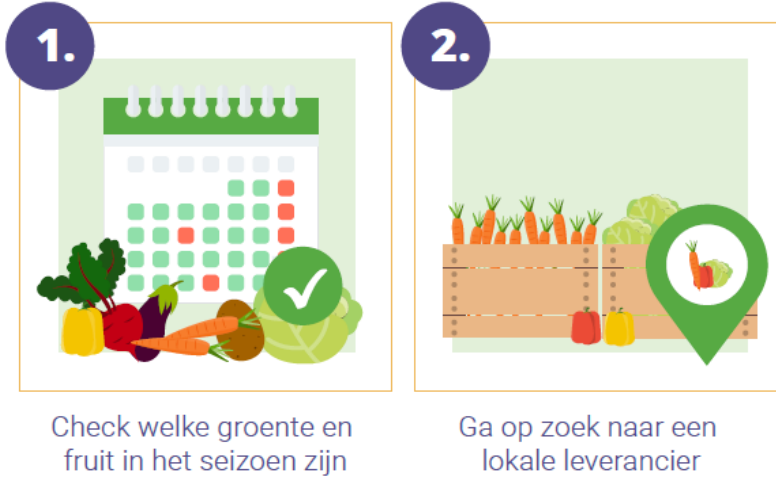 1.
Check welke groente en
fruit in het seizoen zijn
2.
Ga op zoek naar een
lokale leverancier